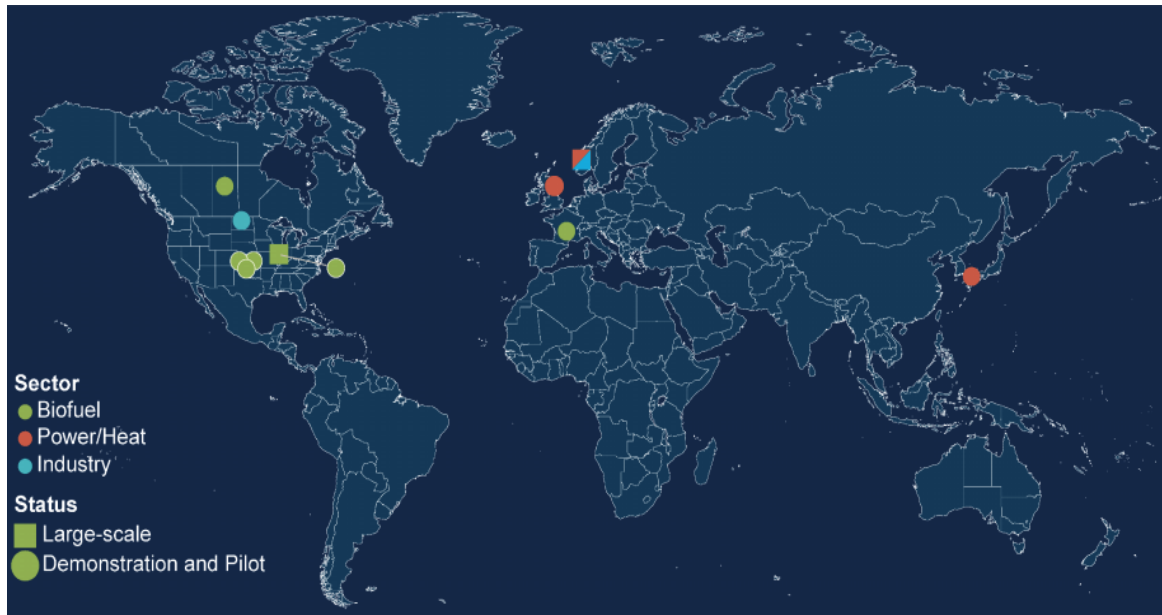 Sector
Biofuel
Power/Heat
Industry
Status
Large-scale
Demonstration and Pilot